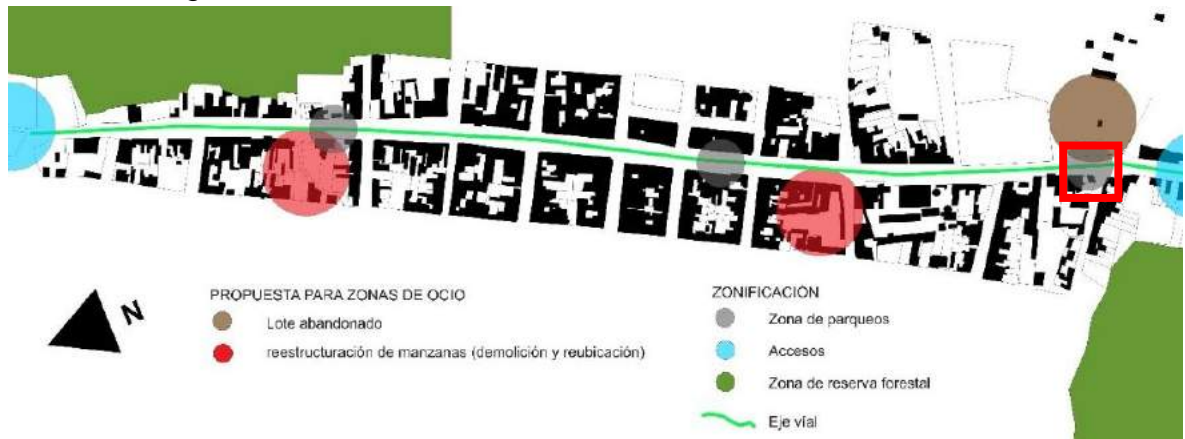 N
PROPUESTA PARA ZONAS DE OCIO
Lote abandonado
reestructuración de manzanas (demolición y reubicación)
ZONIFICACIÓN
Zona de parqueos
Accesos
Zona de reserva forestal
Eje víal